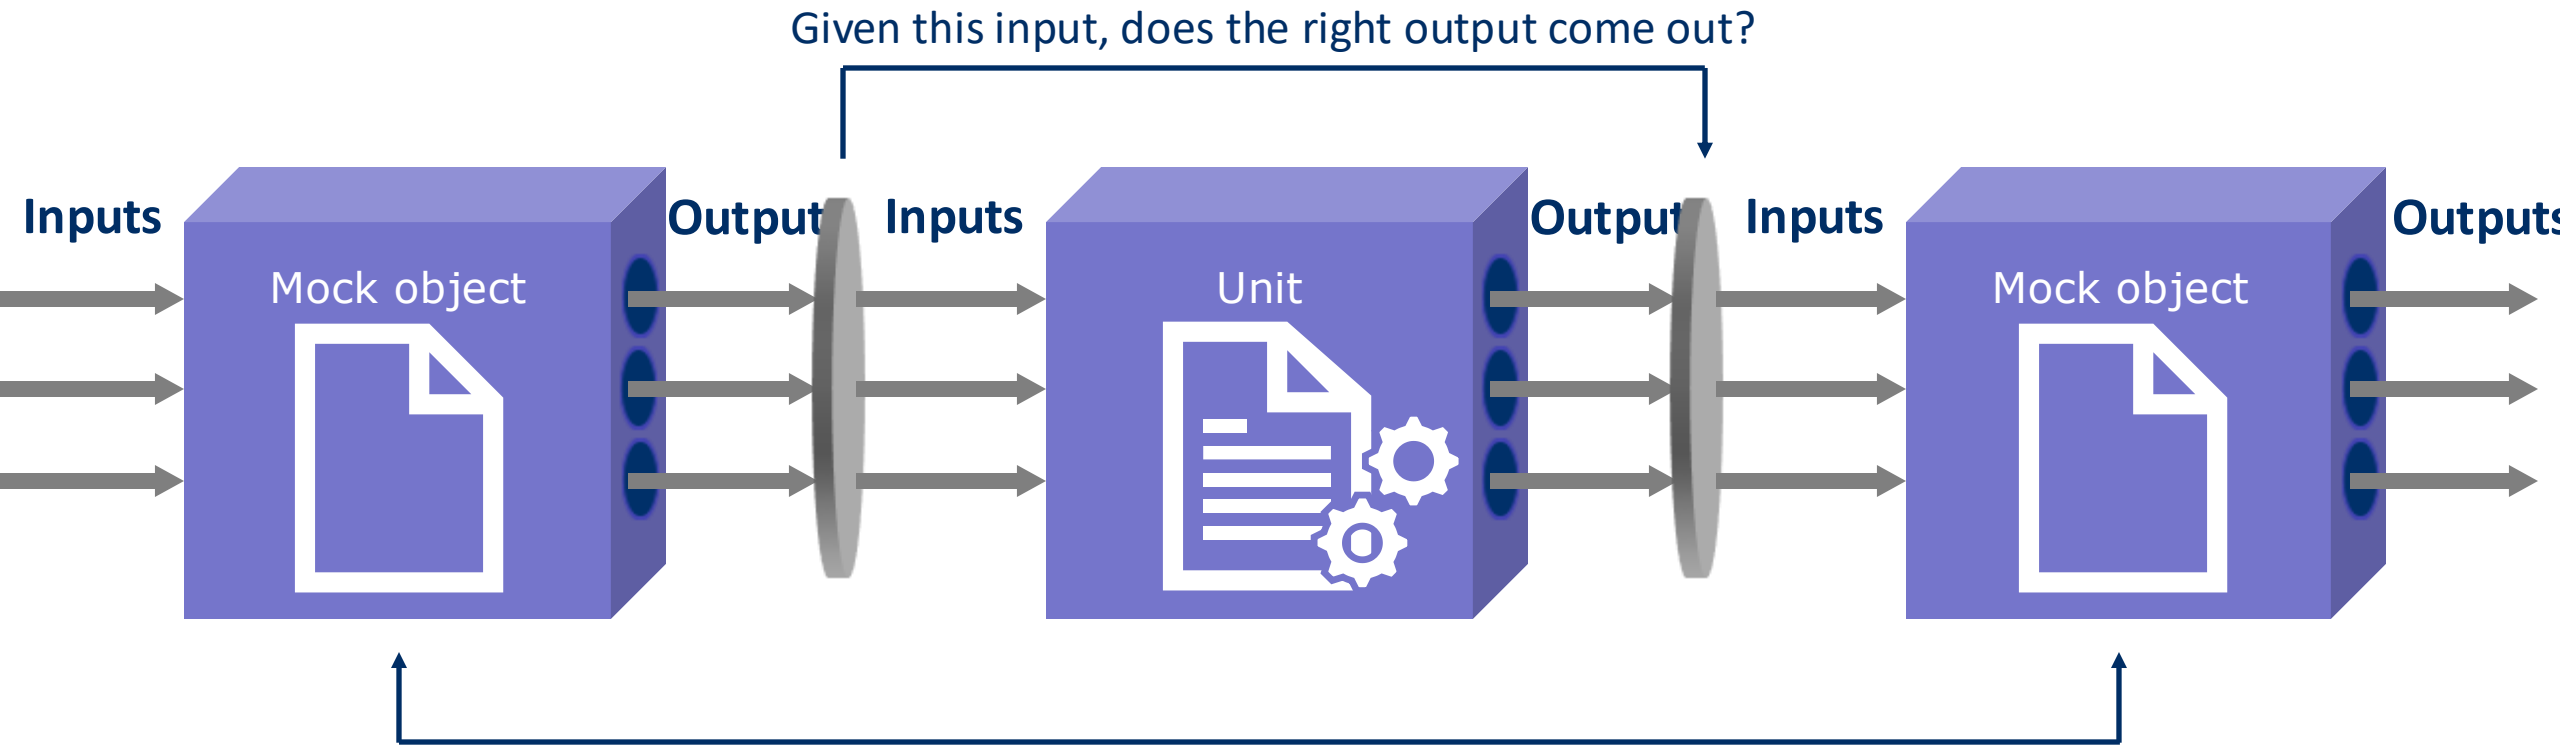 Given this input, does the right output come out?
Inputs
Output
Inputs
Output
Inputs
Outputs
Mock object
Unit
Mock object